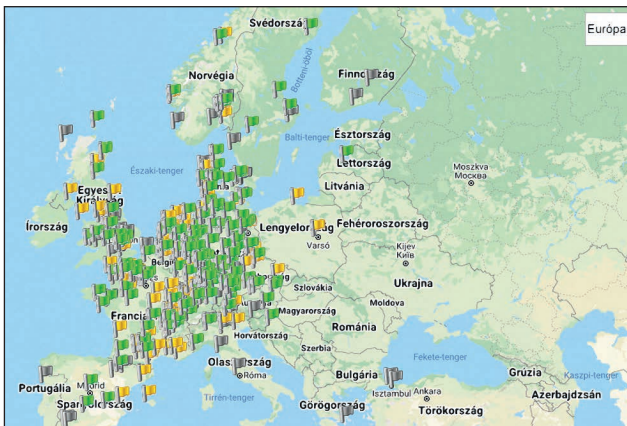 Svédország
Európa
Norvégia
Finnország
Botteni-öböl
Észtország
Balti-tenger
Északi-tenger
Lettország
Moszkva
Москва
Litvánia
Egyesült
Királyság
Írország
Fehéroroszország
Lengyelország
Varsó
Kijev
Київ
Ukrajna
Szlovákia
Moldova
Magyarország
Francia
Románia
Horvátország
Szerbia
Fekete-tenger
Kaszpi-tenger
Grúzia
Olaszország
Bulgária
Róma
Portugália
Madrid
Isztambul
Ankara
Azerbajdzsán
Spanyolország
Tirrén-tenger
Görögország
Törökország